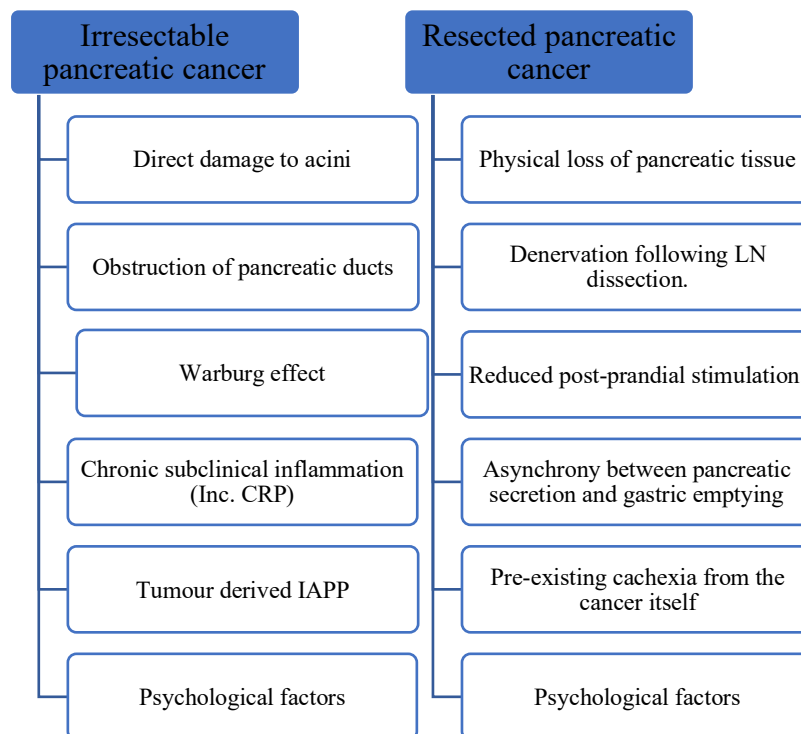 Irresectable
pancreatic cancer
Direct damage to acini
Obstruction of pancreatic ducts
Warburg effect
Chronic subclinical inflammation
(Inc. CRP)
Tumour derived IAPP
Psychological factors
Resected pancreatic
cancer
Physical loss of pancreatic tissue
Denervation following LN
dissection.
Reduced post-prandial stimulation
Asynchrony between pancreatic
secretion and gastric emptying
Pre-existing cachexia from the
cancer itself
Psychological factors